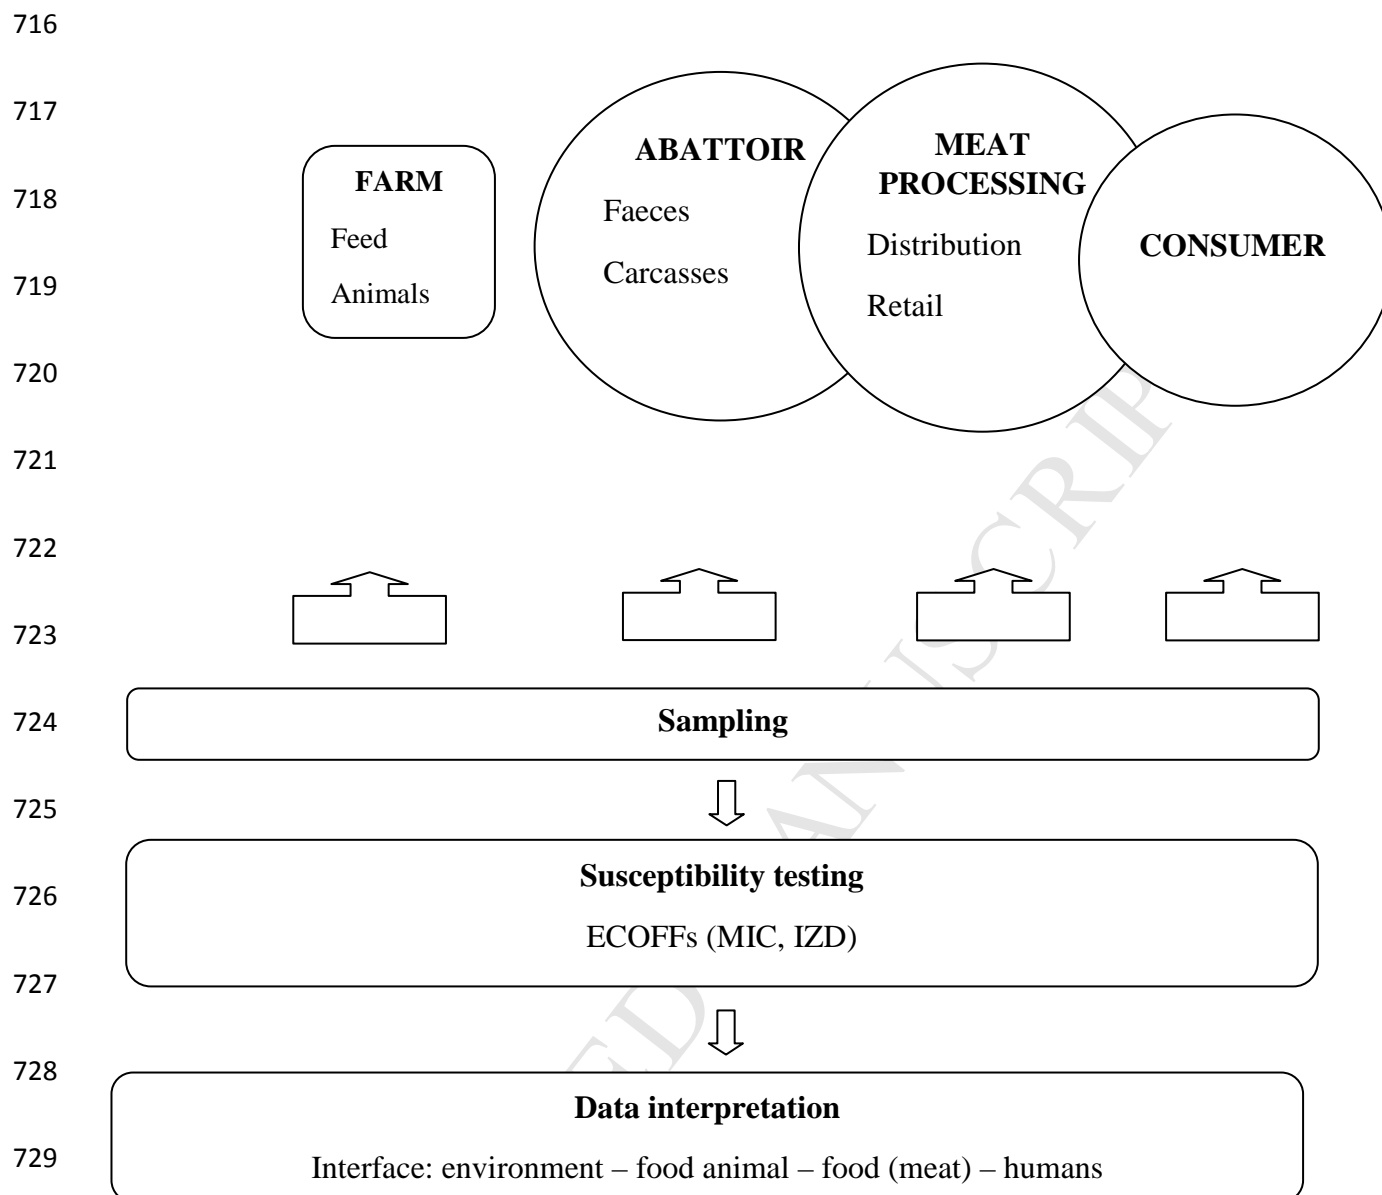 716
717
718
719
720
721
722
723
724
725
726
727
728
729
FARM
Feed
Animals
ABATTOIR
Faeces
Carcasses
MEAT
PROCESSING
Distribution
Retail
CONSUMER
Sampling
Susceptibility testing
ECOFFs (MIC, IZD)
Data interpretation
Interface: environment – food animal – food (meat) – humans